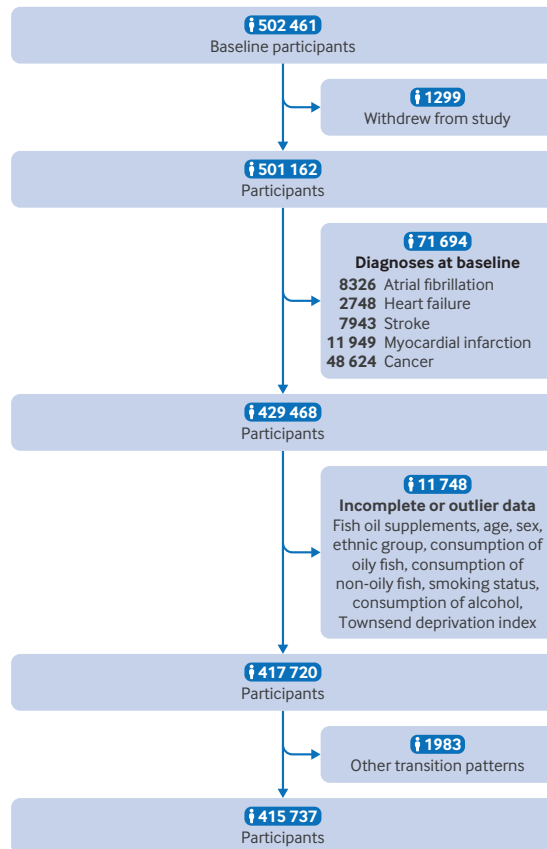 502 461
Baseline participants
1299
Withdrew from study
501 162
Participants
71 694
Diagnoses at baseline
8326 Atrial fibrillation
2748 Heart failure
7943 Stroke
11 949 Myocardial infarction
48 624 Cancer
429 468
Participants
11 748
Incomplete or outlier data
Fish oil supplements, age, sex,
ethnic group, consumption of
oily fish, consumption of
non-oily fish, smoking status,
consumption of alcohol,
Townsend deprivation index
417 720
Participants
1983
Other transition patterns
415 737
Participants